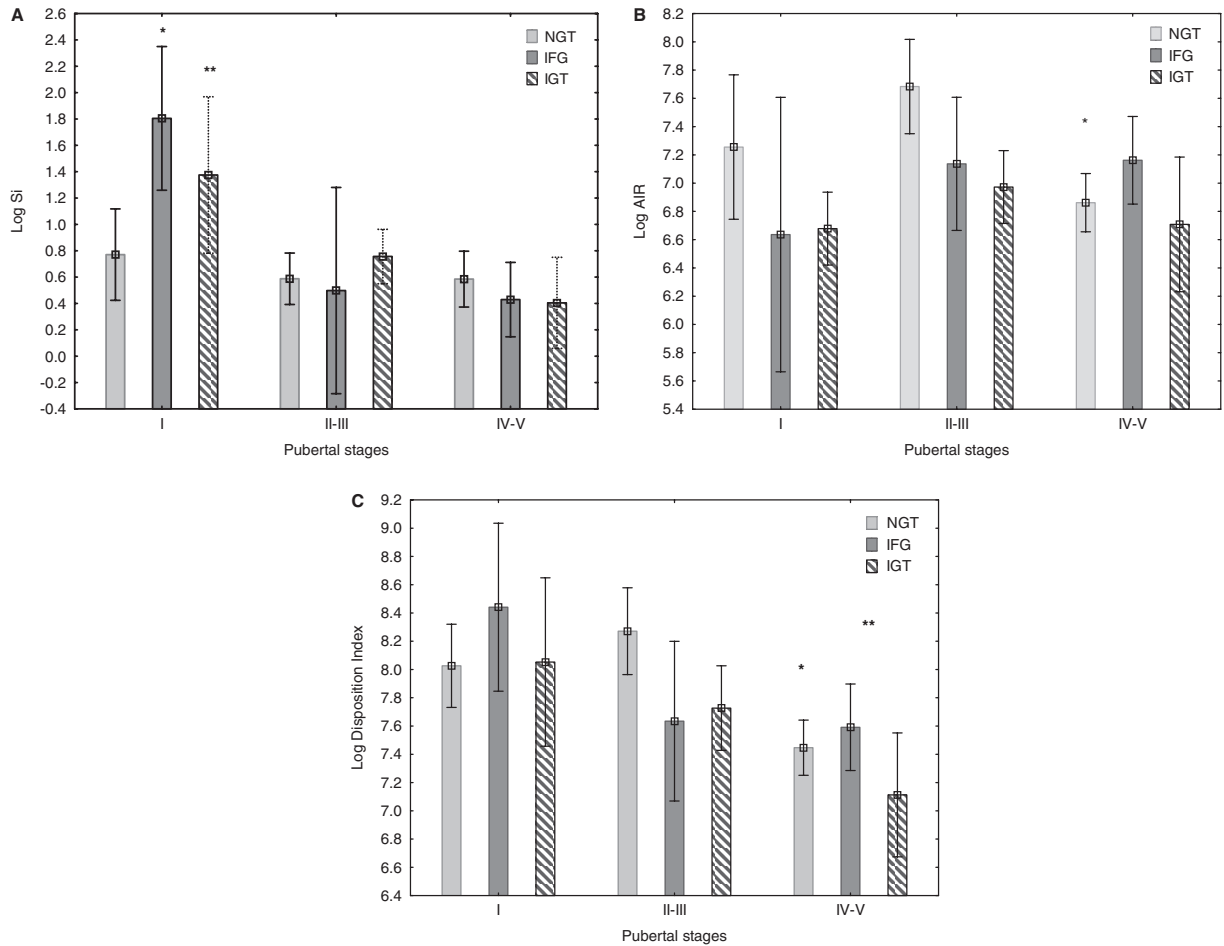 A
Log Si
2.6
2.4
2.2
2.0
1.8
1.6
1.4
1.2
1.0
0.8
0.6
0.4
0.2
0.0
-0.2
-0.4
*
**
NGT
IFG
IGT
I
II-III
IV-V
Pubertal stages
B
Log AIR
8.2
8.0
7.8
7.6
7.4
7.2
7.0
6.8
6.6
6.4
6.2
6.0
5.8
5.6
5.4
*
NGT
IFG
IGT
I
II-III
IV-V
Pubertal stages
C
Log Disposition Index
9.2
9.0
8.8
8.6
8.4
8.2
8.0
7.8
7.6
7.4
7.2
7.0
6.8
6.6
6.4
*
**
NGT
IFG
IGT
I
II-III
IV-V
Pubertal stages